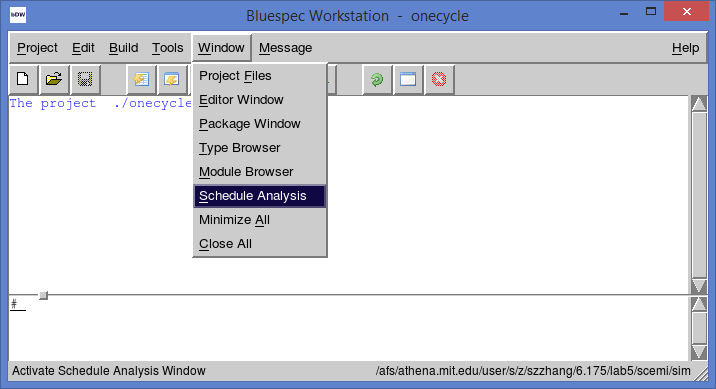 bDW
Bluespec Workstation - onecycle
Project Edit Build Tools Window Message Help
The project ./onecycle
Project Files
Editor Window
Package Window
Type Browser
Module Browser
Schedule Analysis
Minimize All
Close All
#
Activate Schedule Analysis Window
/afs/athena.mit.edu/user/s/z/szzhang/6.175/lab5/scemi/sim